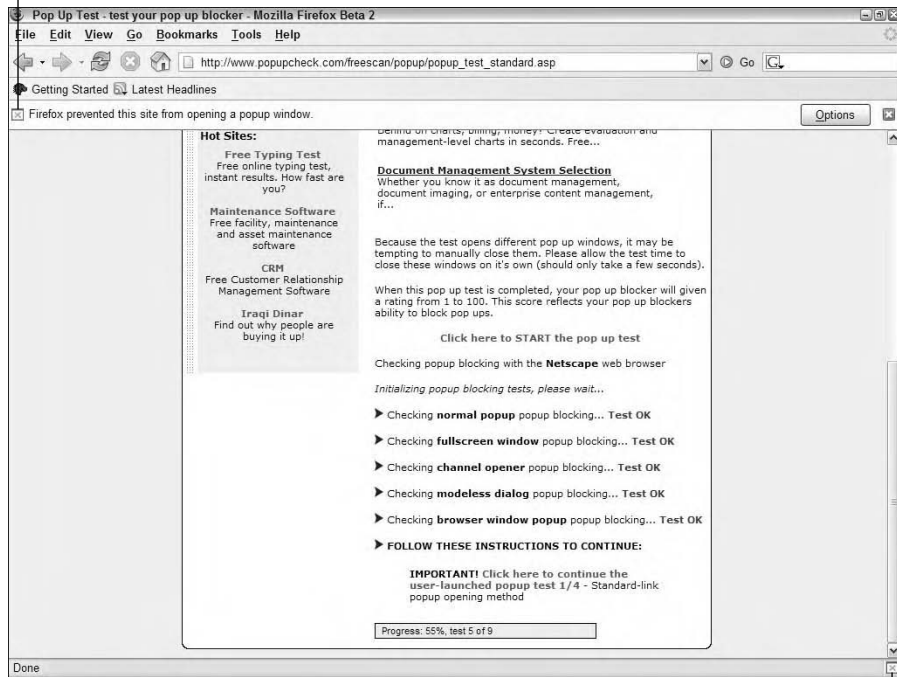 Pop Up Test - test your pop up blocker - Mozilla Firefox Beta 2
File Edit View Go Bookmarks Tools Help
http://www.popupcheck.com/freescan/popup/popup_test_standard.asp
Go
G
Getting Started Latest Headlines
Firefox prevented this site from opening a popup window.
Options
Hot Sites:
Free Typing Test
Free online typing test,
instant results. How fast are
you?
Maintenance Software
Free facility, maintenance
and asset maintenance
software
CRM
Free Customer Relationship
Management Software
Iraqi Dinar
Find out why people are
buying it up!
Behind on charts, billing, money? Create evaluation and
management-level charts in seconds. Free...
Document Management System Selection
Whether you know it as document management,
document imaging, or enterprise content management,
if...
Because the test opens different pop up windows, it may be
tempting to manually close them. Please allow the test time to
close these windows on it's own (should only take a few seconds).
When this pop up test is completed, your pop up blocker will given
a rating from 1 to 100. This score reflects your pop up blockers
ability to block pop ups.
Click here to START the pop up test
Checking popup blocking with the Netscape web browser
Initializing popup blocking tests, please wait...
Checking normal popup popup blocking... Test OK
Checking fullscreen window popup blocking... Test OK
Checking channel opener popup blocking... Test OK
Checking modeless dialog popup blocking... Test OK
Checking browser window popup popup blocking... Test OK
FOLLOW THESE INSTRUCTIONS TO CONTINUE:
IMPORTANT! Click here to continue the
user-launched popup test 1/4 - Standard-link
popup opening method
Progress: 55%, test 5 of 9
Done